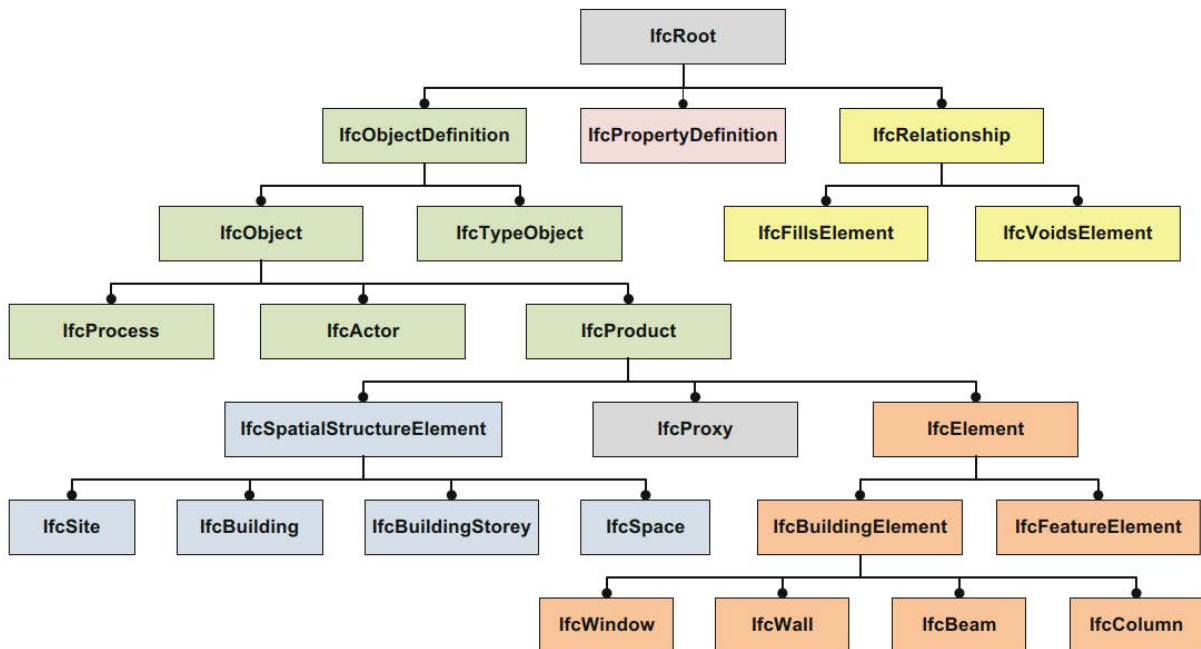 IfcRoot
IfcObjectDefinition
IfcPropertyDefinition
IfcRelationship
IfcObject
IfcTypeObject
IfcFillsElement
IfcVoidsElement
IfcProcess
IfcActor
IfcProduct
IfcSpatialStructureElement
IfcProxy
IfcElement
IfcSite
IfcBuilding
IfcBuildingStorey
IfcSpace
IfcBuildingElement
IfcFeatureElement
IfcWindow
IfcWall
IfcBeam
IfcColumn